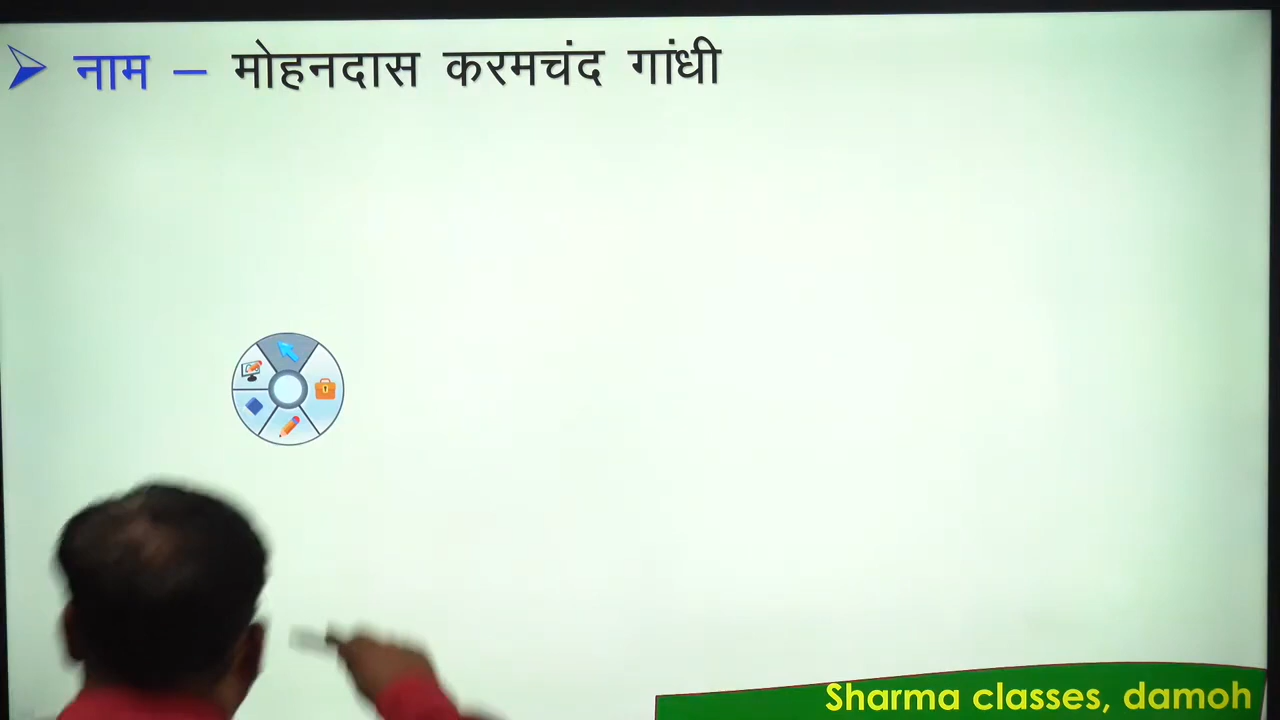 नाम – मोहनदास करमचंद गांधी
Sharma classes, damoh